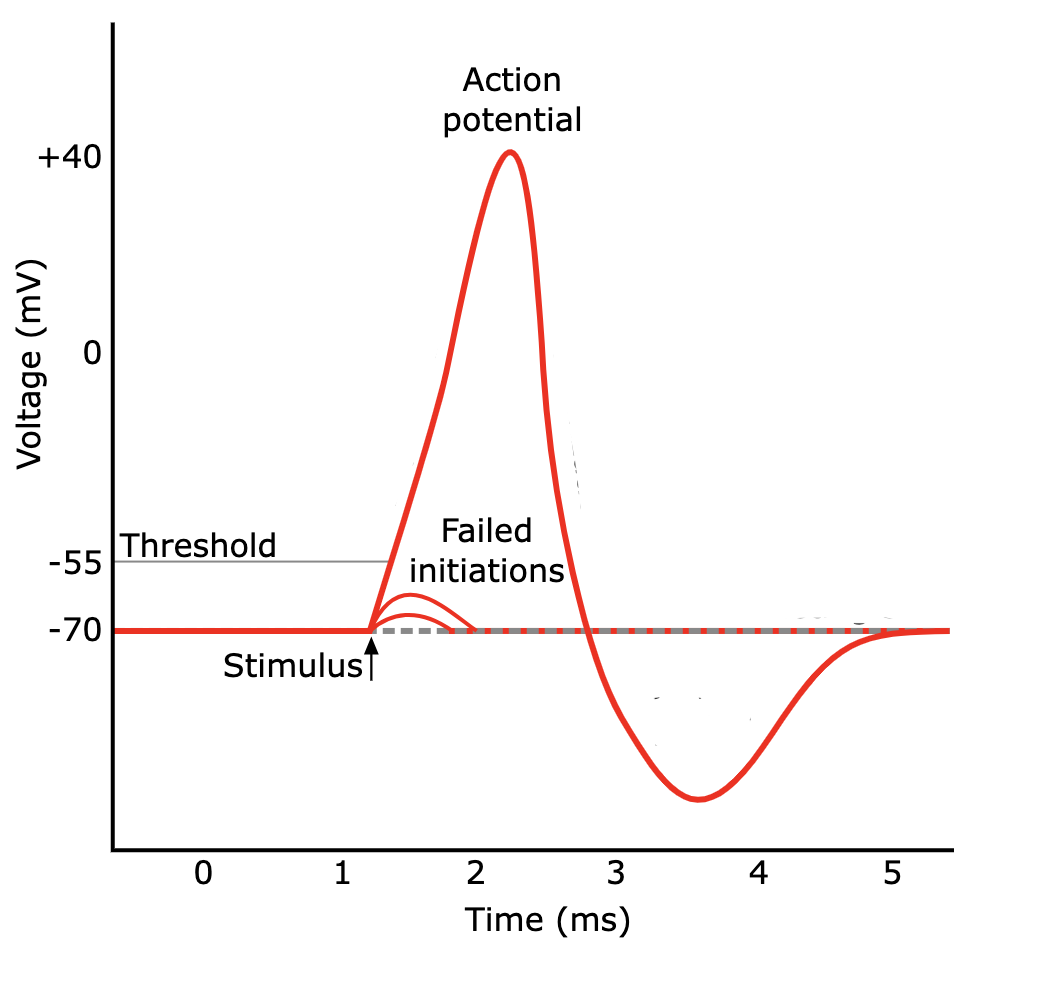 Action
potential
+40
Voltage (mV)
0
Threshold
Failed
-55
initiations
-70
Stimulus
0 1 2 3 4 5
Time (ms)